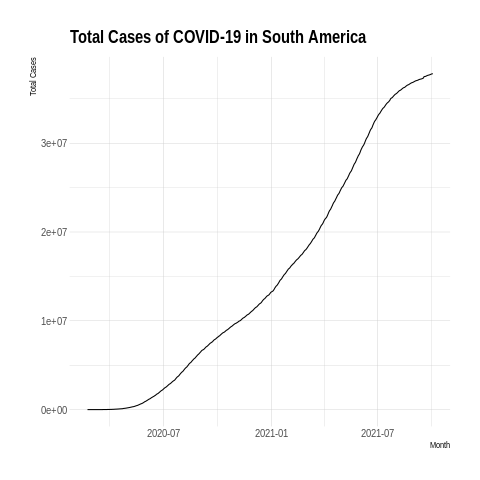 Total Cases of COVID-19 in South America
Total Cases
3e+07
2e+07
1e+07
0e+00
2020-07
2021-01
2021-07
Month